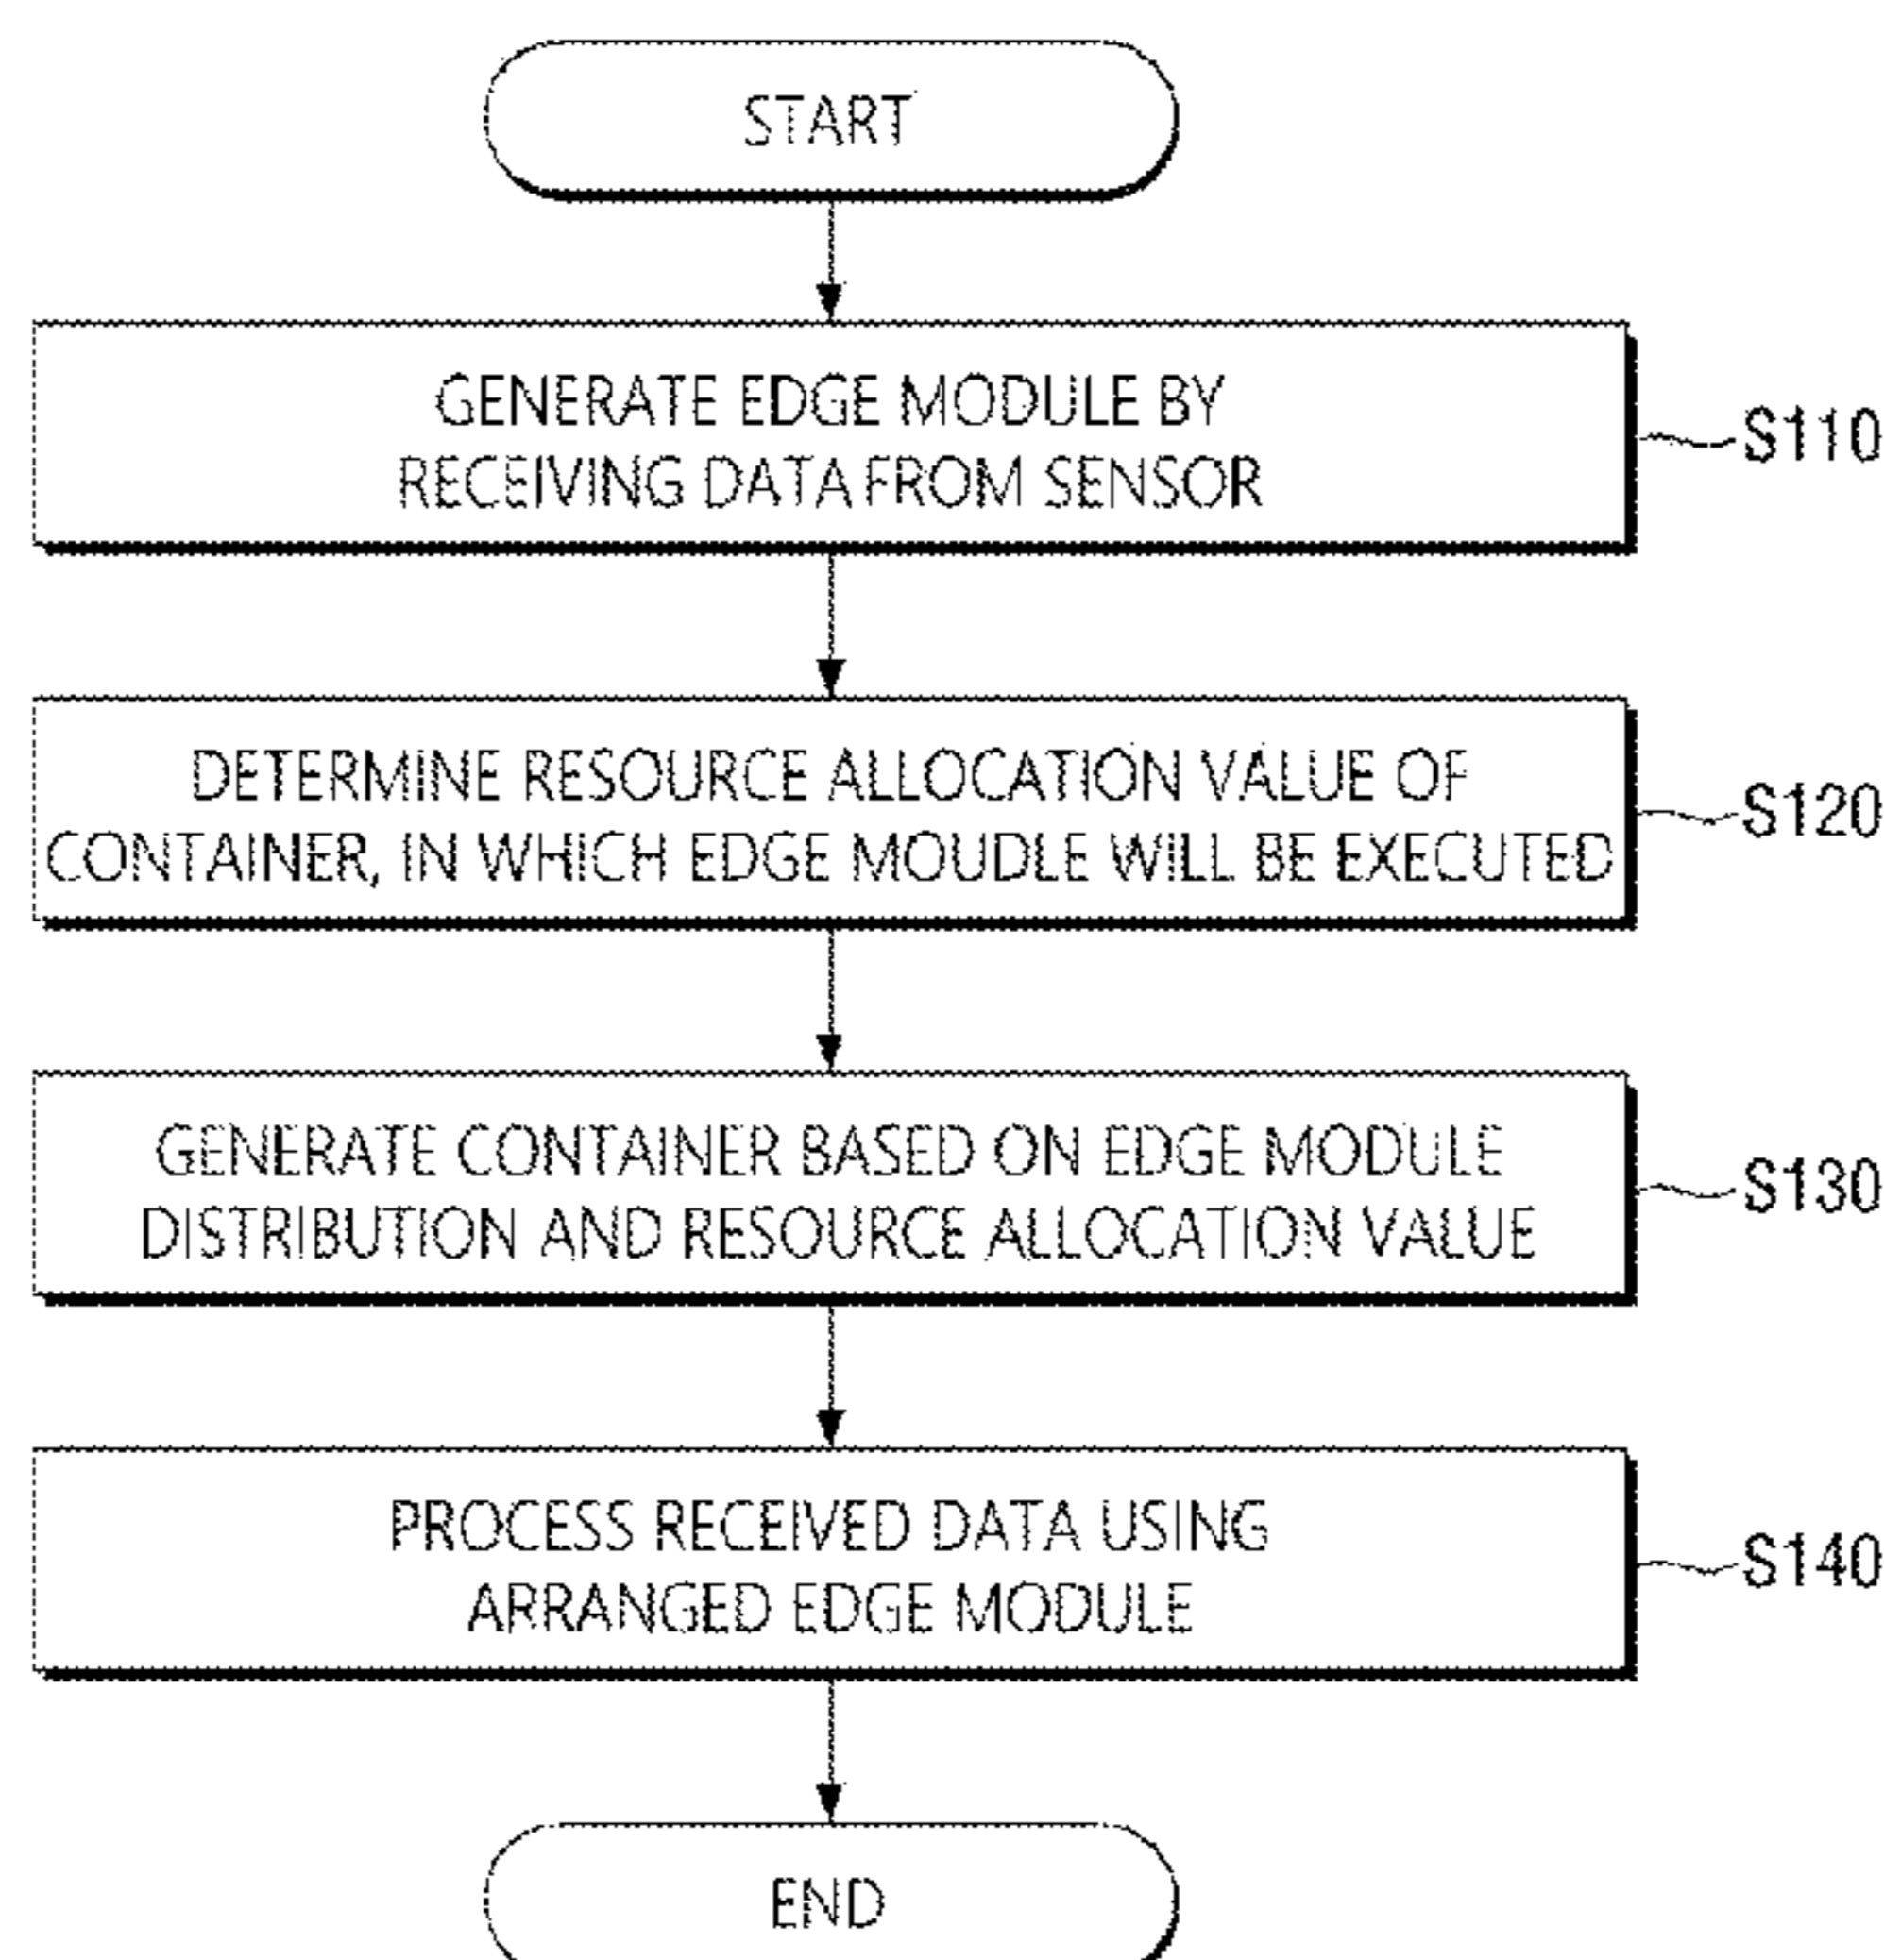 START
GENERATE EDGE MODULE BY
RECEIVING DATA FROM SENSOR
S110
DETERMINE RESOURCE ALLOCATION VALUE OF
CONTAINER, IN WHICH EDGE MOUDLE WILL BE EXECUTED
S120
GENERATE CONTAINER BASED ON EDGE MODULE
DISTRIBUTION AND RESOURCE ALLOCATION VALUE
S130
PROCESS RECEIVED DATA USING
ARRANGED EDGE MODULE
S140
END